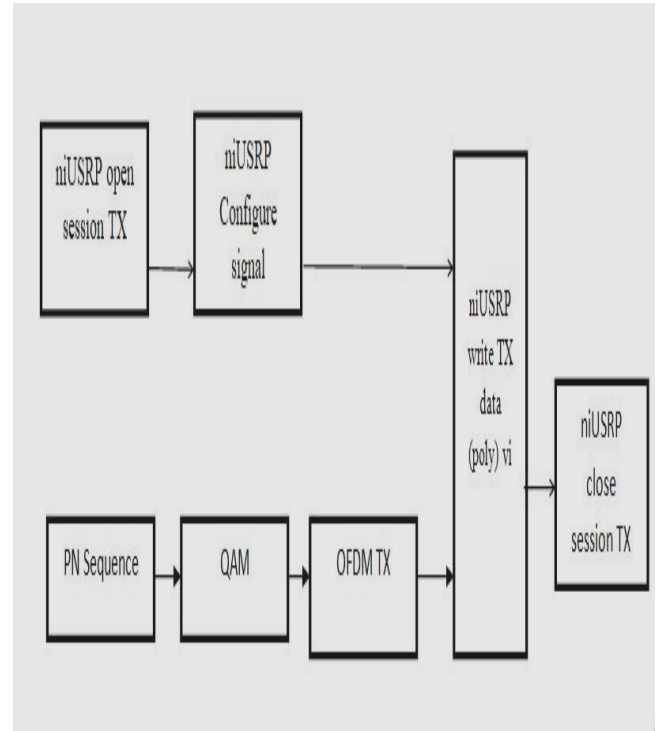 niUSRP open
session TX
niUSRP
Configure
signal
niUSRP
write TX
data
(poly) vi
niUSRP
close
session TX
PN Sequence
QAM
OFDM TX